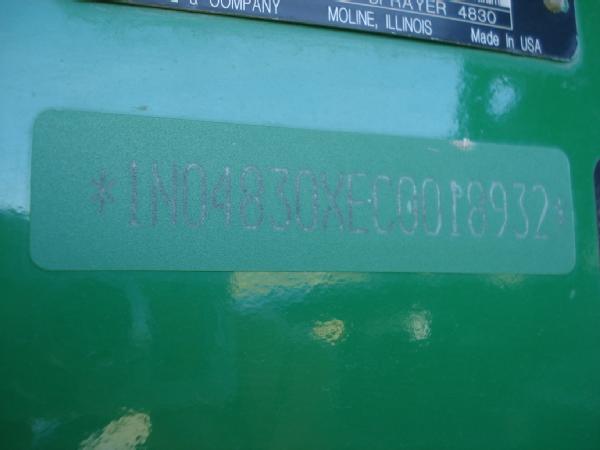 & COMPANY
MOLINE, ILLINOIS
SPRAYER 4830
Made in USA
*1N04830XEC0018932*